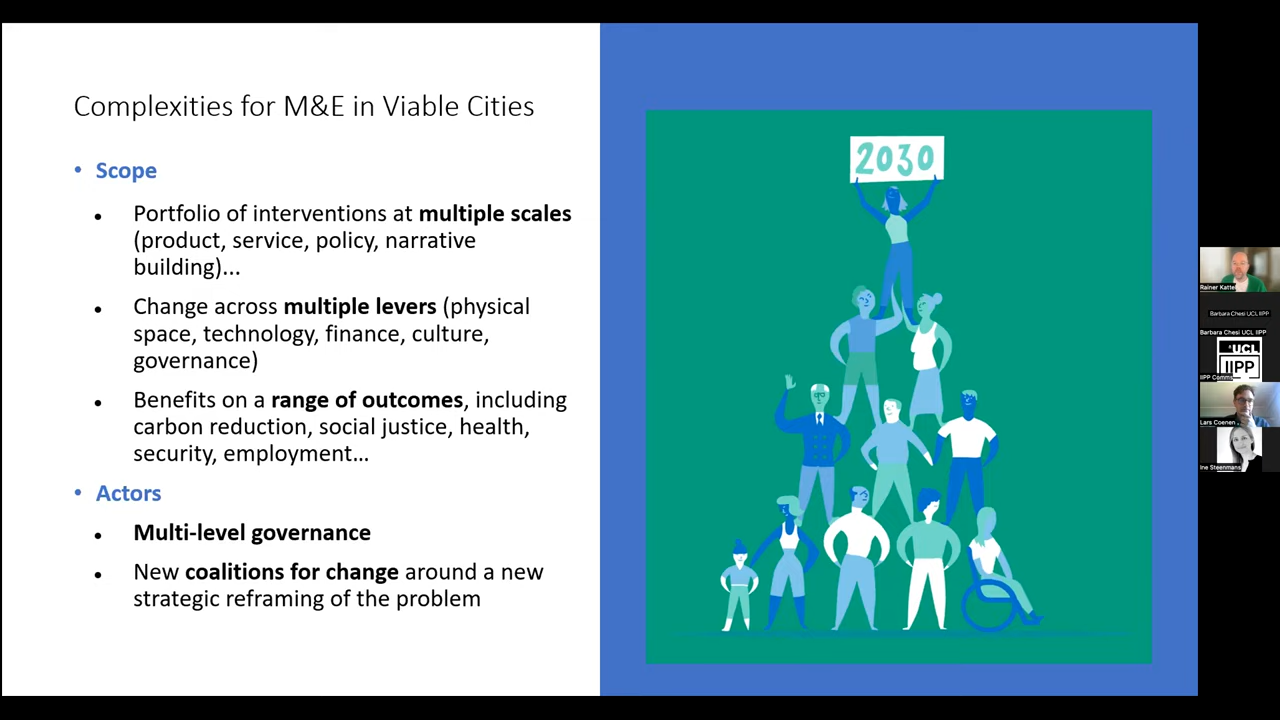 Complexities for M&E in Viable Cities
• Scope
• Portfolio of interventions at multiple scales
(product, service, policy, narrative
building)...
• Change across multiple levers (physical
space, technology, finance, culture,
governance)
• Benefits on a range of outcomes, including
carbon reduction, social justice, health,
security, employment…
• Actors
• Multi-level governance
• New coalitions for change around a new
strategic reframing of the problem
2030
Rainer Kattel
Barbara Chesi UCL IIPP
Barbara Chesi UCL IIPP
UCL
IIPP
IIPP Comms
Lars Coenen
Ine Steenmans